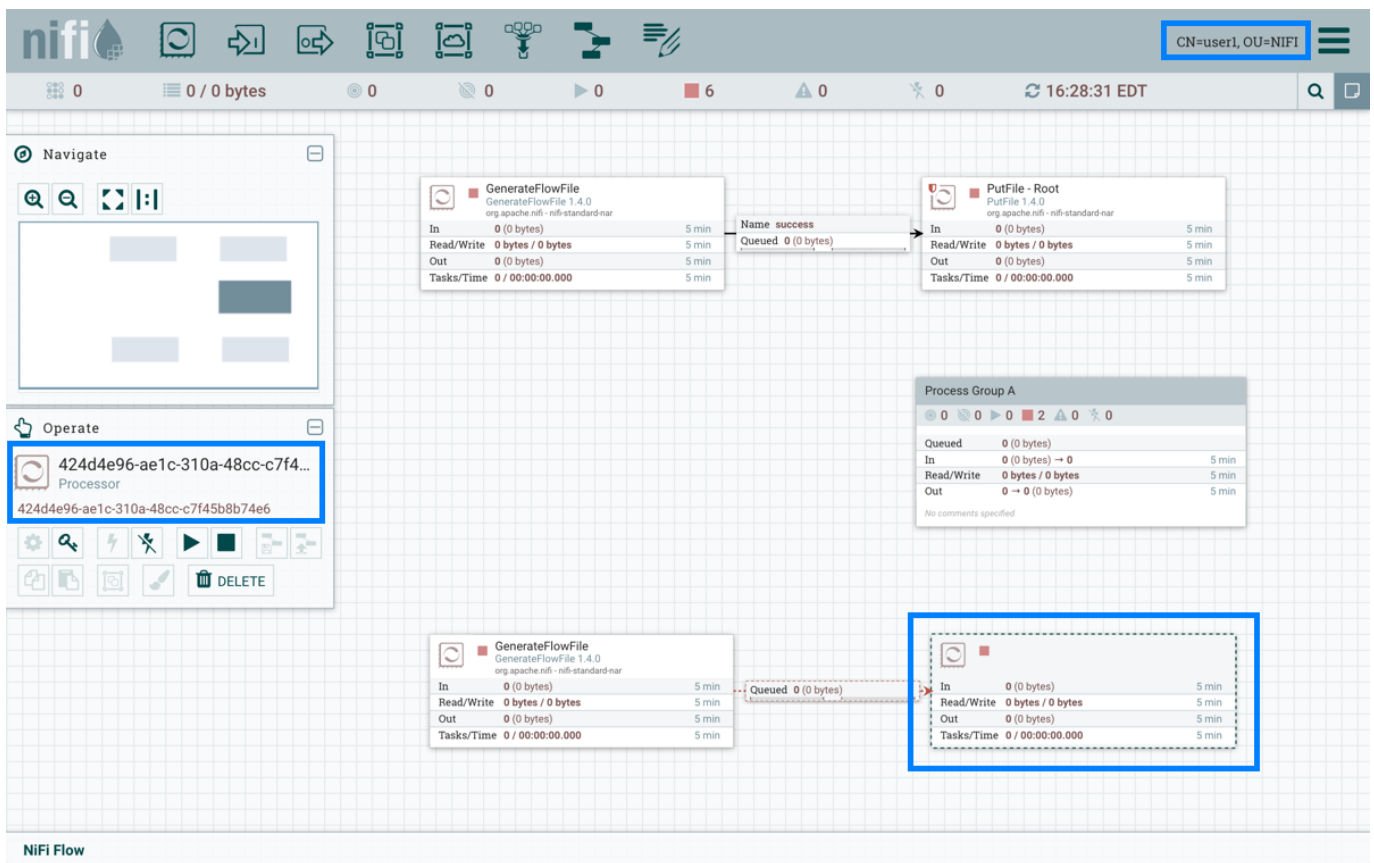 nifi
CN=user1, OU=NIFI
0 0 / 0 bytes 0 0 0 6 0 0 16:28:31 EDT
Navigate
Operate
424d4e96-ae1c-310a-48cc-c7f4...
Processor
424d4e96-ae1c-310a-48cc-c7f45b8b74e6
DELETE
GenerateFlowFile
GenerateFlowFile 1.4.0
org.apache.nifi - nifi-standard-nar
In 0 (0 bytes) 5 min
Read/Write 0 bytes / 0 bytes 5 min
Out 0 (0 bytes) 5 min
Tasks/Time 0 / 00:00:00.000 5 min
Name success
Queued 0 (0 bytes)
PutFile - Root
PutFile 1.4.0
org.apache.nifi - nifi-standard-nar
In 0 (0 bytes) 5 min
Read/Write 0 bytes / 0 bytes 5 min
Out 0 (0 bytes) 5 min
Tasks/Time 0 / 00:00:00.000 5 min
Process Group A
0 0 0 2 0 0
Queued 0 (0 bytes)
In 0 (0 bytes) → 0 5 min
Read/Write 0 bytes / 0 bytes 5 min
Out 0 → 0 (0 bytes) 5 min
No comments specified
GenerateFlowFile
GenerateFlowFile 1.4.0
org.apache.nifi - nifi-standard-nar
In 0 (0 bytes) 5 min
Read/Write 0 bytes / 0 bytes 5 min
Out 0 (0 bytes) 5 min
Tasks/Time 0 / 00:00:00.000 5 min
Queued 0 (0 bytes)
In 0 (0 bytes) 5 min
Read/Write 0 bytes / 0 bytes 5 min
Out 0 (0 bytes) 5 min
Tasks/Time 0 / 00:00:00.000 5 min
NiFi Flow